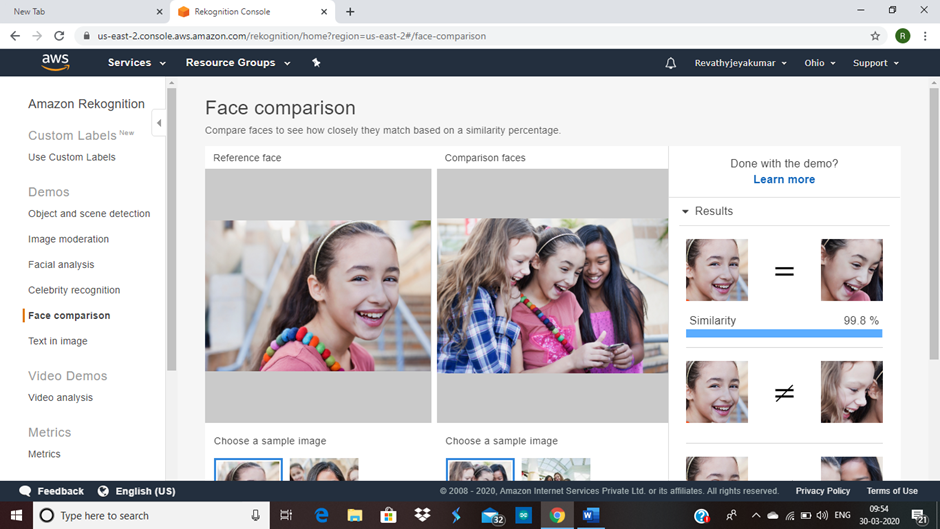 New Tab
Rekognition Console
us-east-2.console.aws.amazon.com/rekognition/home?region=us-east-2#/face-comparison
R
aws
Services
Resource Groups
Revathyjeyakumar
Ohio
Support
Amazon Rekognition
Custom Labels New
Use Custom Labels
Demos
Object and scene detection
Image moderation
Facial analysis
Celebrity recognition
Face comparison
Text in image
Video Demos
Video analysis
Metrics
Metrics
Face comparison
Compare faces to see how closely they match based on a similarity percentage.
Reference face
Comparison faces
Choose a sample image
Choose a sample image
Done with the demo?
Learn more
Results
=
Similarity 99.8 %
≠
Feedback
English (US)
© 2008 - 2020, Amazon Internet Services Private Ltd. or its affiliates. All rights reserved.
Privacy Policy
Terms of Use
Type here to search
32
ENG
09:54
30-03-2020
21